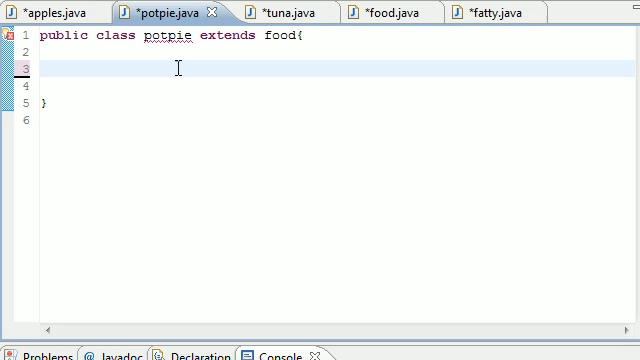 *apples.java *potpie.java *tuna.java *food.java *fatty.java
1 public class potpie extends food{
2
3
4
5 }
6
Problems @ Javadoc Declaration Console